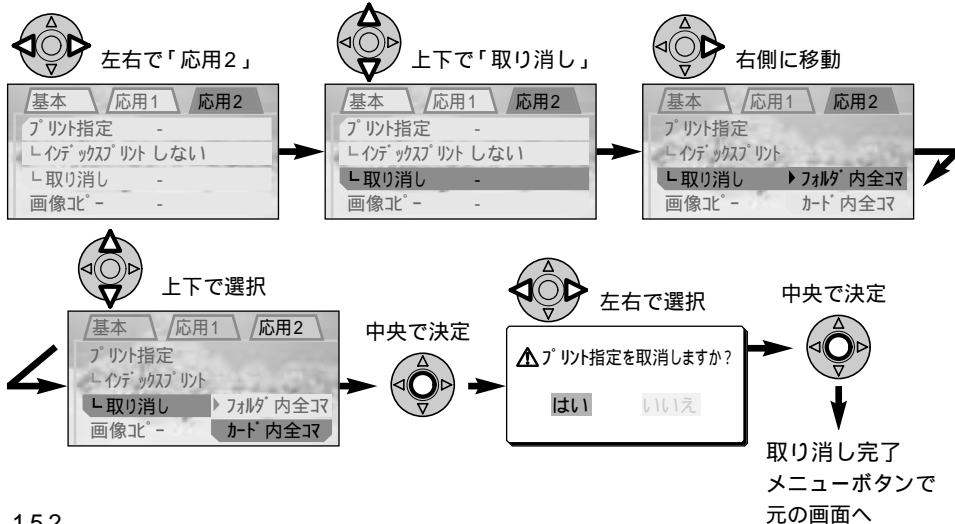 左右で「応用2」
基本 応用1 応用2
プリント指定 -
└インデックスプリント しない
└取り消し -
画像コピー -
上下で「取り消し」
基本 応用1 応用2
プリント指定 -
└インデックスプリント しない
└取り消し -
画像コピー -
右側に移動
基本 応用1 応用2
プリント指定
└インデックスプリント
└取り消し フォルダ内全コマ
画像コピー カード内全コマ
上下で選択
基本 応用1 応用2
プリント指定
└インデックスプリント
└取り消し フォルダ内全コマ
画像コピー カード内全コマ
中央で決定
左右で選択
プリント指定を取消しますか?
はい いいえ
中央で決定
取り消し完了
メニューボタンで
元の画面へ
152